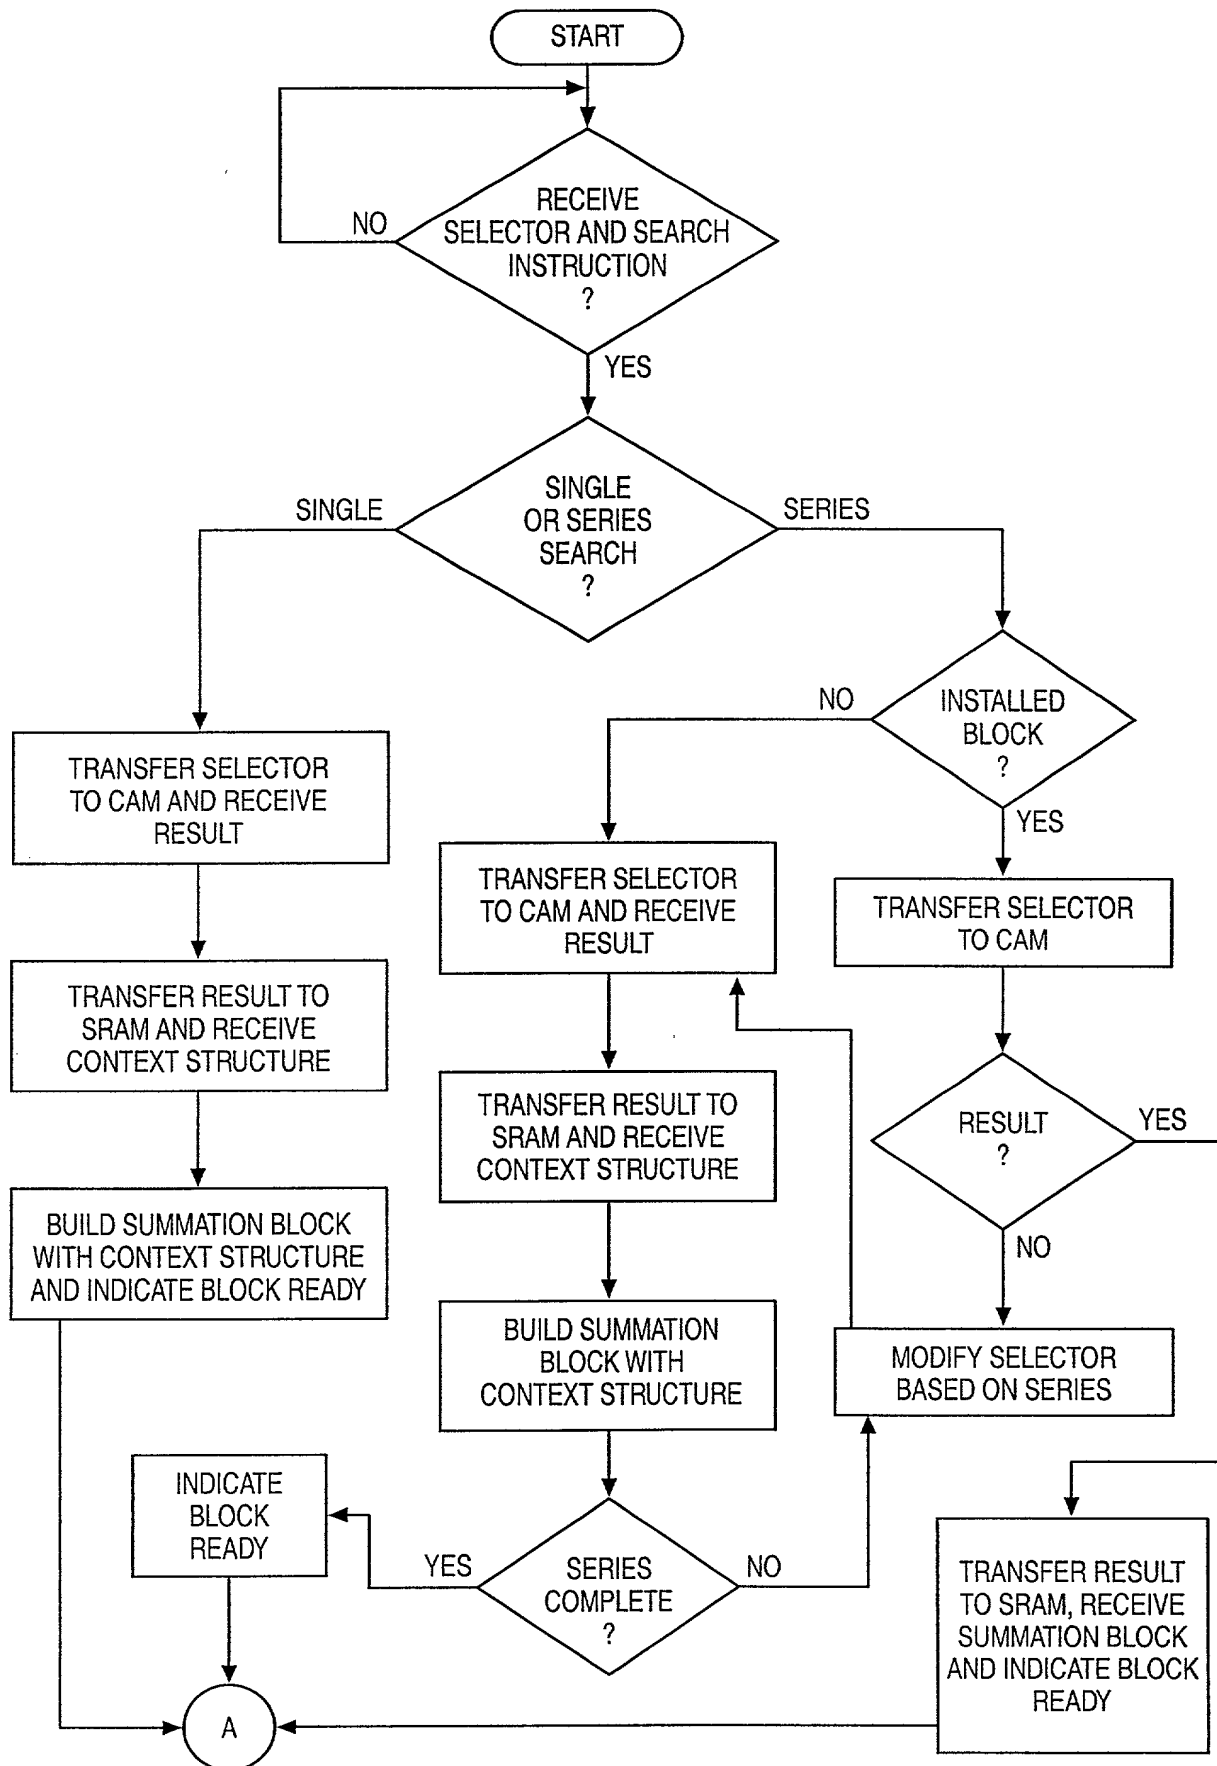 START
RECEIVE
SELECTOR AND SEARCH
INSTRUCTION
?
NO
YES
SINGLE
OR SERIES
SEARCH
?
SINGLE
SERIES
INSTALLED
BLOCK
?
NO
YES
TRANSFER SELECTOR
TO CAM AND RECEIVE
RESULT
TRANSFER RESULT TO
SRAM AND RECEIVE
CONTEXT STRUCTURE
BUILD SUMMATION BLOCK
WITH CONTEXT STRUCTURE
AND INDICATE BLOCK READY
TRANSFER SELECTOR
TO CAM AND RECEIVE
RESULT
TRANSFER RESULT TO
SRAM AND RECEIVE
CONTEXT STRUCTURE
BUILD SUMMATION
BLOCK WITH
CONTEXT STRUCTURE
SERIES
COMPLETE
?
YES
NO
INDICATE
BLOCK
READY
TRANSFER SELECTOR
TO CAM
RESULT
?
YES
NO
MODIFY SELECTOR
BASED ON SERIES
TRANSFER RESULT
TO SRAM, RECEIVE
SUMMATION BLOCK
AND INDICATE BLOCK
READY
A